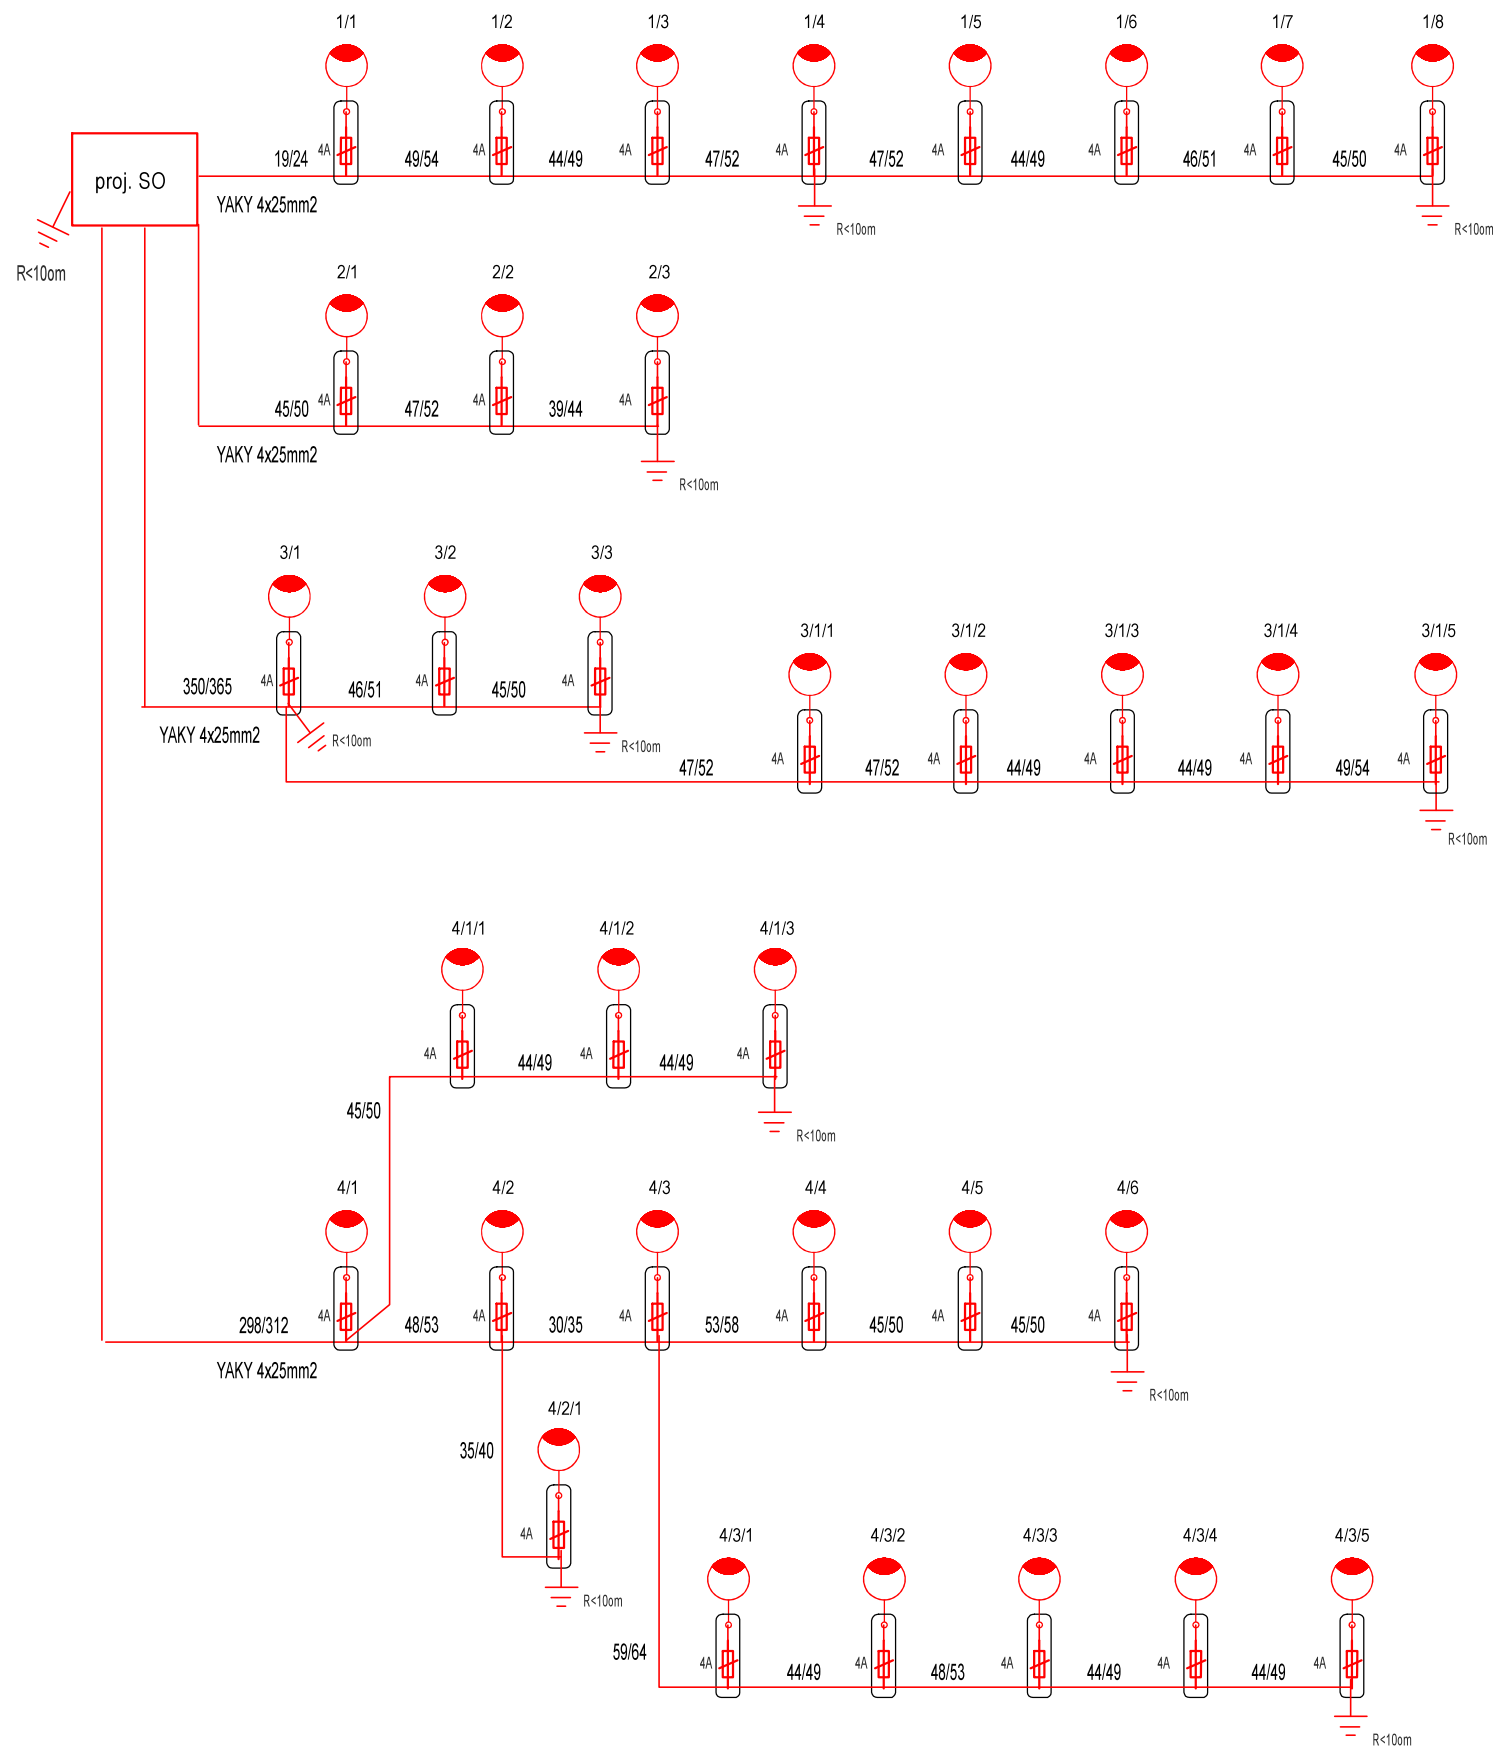 1/1 1/2 1/3 1/4 1/5 1/6 1/7 1/8
4A 4A 4A 4A 4A 4A 4A 4A
19/24 49/54 44/49 47/52 47/52 44/49 46/51 45/50
proj. SO
YAKY 4x25mm2
R<10om R<10om
R<10om
2/1 2/2 2/3
4A 4A 4A
45/50 47/52 39/44
YAKY 4x25mm2
R<10om
3/1 3/2 3/3
4A 4A 4A
350/365 46/51 45/50
YAKY 4x25mm2
R<10om R<10om
3/1/1 3/1/2 3/1/3 3/1/4 3/1/5
4A 4A 4A 4A 4A
47/52 47/52 44/49 44/49 49/54
R<10om
4/1/1 4/1/2 4/1/3
4A 4A 4A
44/49 44/49
45/50
R<10om
4/1 4/2 4/3 4/4 4/5 4/6
4A 4A 4A 4A 4A 4A
298/312 48/53 30/35 53/58 45/50 45/50
YAKY 4x25mm2
R<10om
4/2/1
35/40
4A
R<10om
4/3/1 4/3/2 4/3/3 4/3/4 4/3/5
4A 4A 4A 4A 4A
59/64 44/49 48/53 44/49 44/49
R<10om